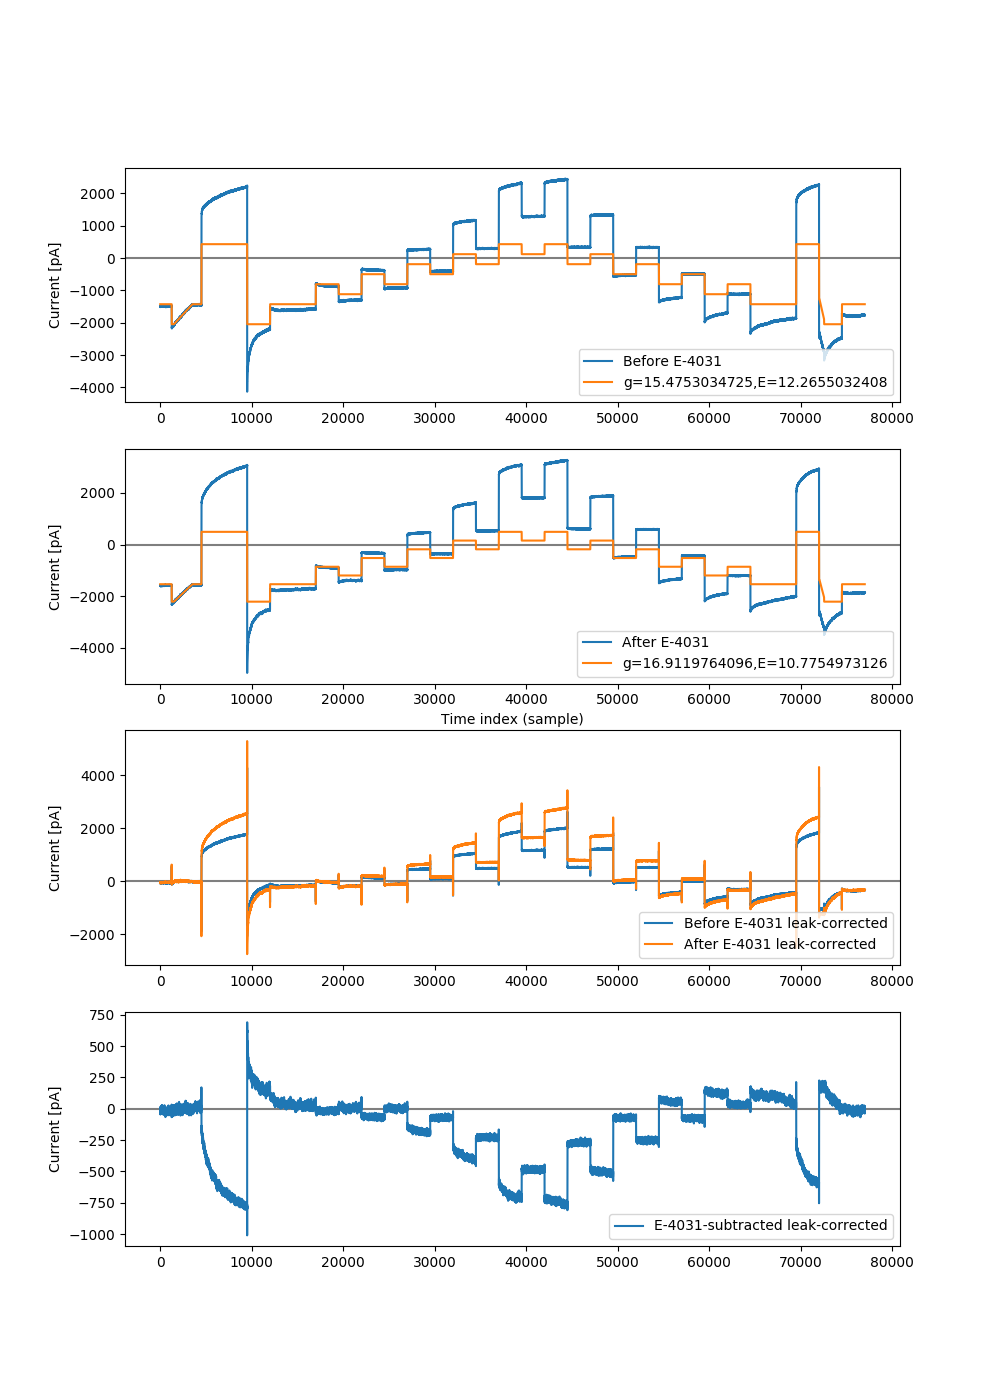 2000
1000
0
−1000
−2000
−3000
−4000
Current [pA]
Before E-4031
g=15.4753034725,E=12.2655032408
0 10000 20000 30000 40000 50000 60000 70000 80000
2000
0
−2000
−4000
Current [pA]
After E-4031
g=16.9119764096,E=10.7754973126
0 10000 20000 30000 40000 50000 60000 70000 80000
Time index (sample)
4000
2000
0
−2000
Current [pA]
Before E-4031 leak-corrected
After E-4031 leak-corrected
0 10000 20000 30000 40000 50000 60000 70000 80000
750
500
250
0
−250
−500
−750
−1000
Current [pA]
E-4031-subtracted leak-corrected
0 10000 20000 30000 40000 50000 60000 70000 80000